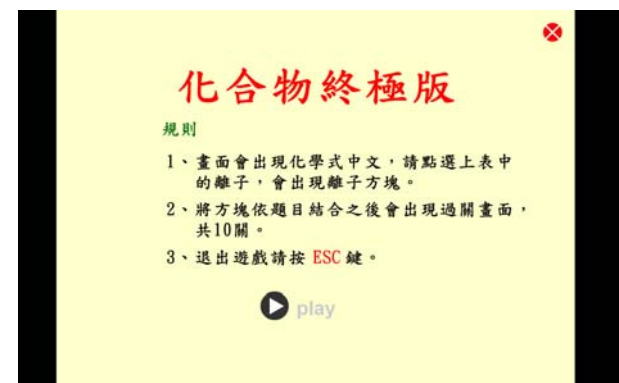 化合物終極版
規則
1、畫面會出現化學式中文，請點選上表中
的離子，會出現離子方塊。
2、將方塊依題目結合之後會出現過關畫面，
共10關。
3、退出遊戲請按 ESC 鍵。
play